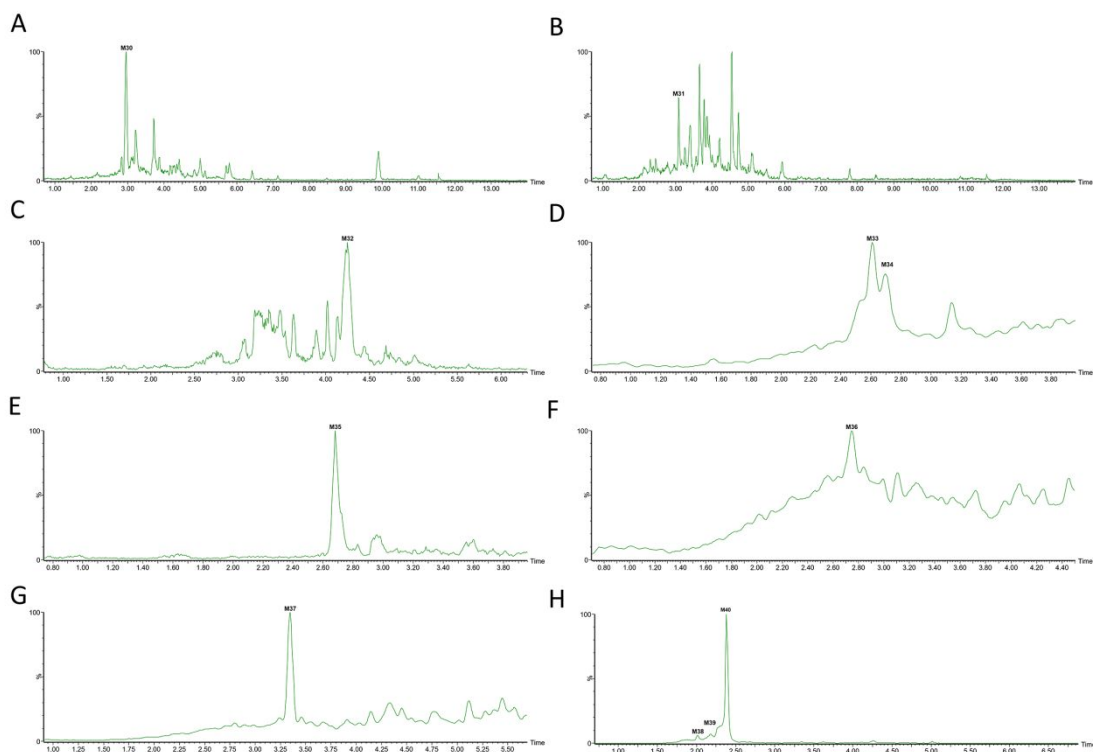 A
M30
100
%
0
1.00 2.00 3.00 4.00 5.00 6.00 7.00 8.00 9.00 10.00 11.00 12.00 13.00 Time
B
100
M31
%
0
1.00 2.00 3.00 4.00 5.00 6.00 7.00 8.00 9.00 10.00 11.00 12.00 13.00 Time
C
M32
100
%
0
1.00 1.50 2.00 2.50 3.00 3.50 4.00 4.50 5.00 5.50 6.00 Time
D
M33
100
M34
%
0
0.80 1.00 1.20 1.40 1.60 1.80 2.00 2.20 2.40 2.60 2.80 3.00 3.20 3.40 3.60 3.80 Time
E
M35
100
%
0
0.80 1.00 1.20 1.40 1.60 1.80 2.00 2.20 2.40 2.60 2.80 3.00 3.20 3.40 3.60 3.80 Time
F
M36
100
%
0
0.80 1.00 1.20 1.40 1.60 1.80 2.00 2.20 2.40 2.60 2.80 3.00 3.20 3.40 3.60 3.80 4.00 4.20 4.40 Time
G
M37
100
%
0
1.00 1.25 1.50 1.75 2.00 2.25 2.50 2.75 3.00 3.25 3.50 3.75 4.00 4.25 4.50 4.75 5.00 5.25 5.50 Time
H
M40
100
%
M39
M38
0
1.00 1.50 2.00 2.50 3.00 3.50 4.00 4.50 5.00 5.50 6.00 6.50 Time